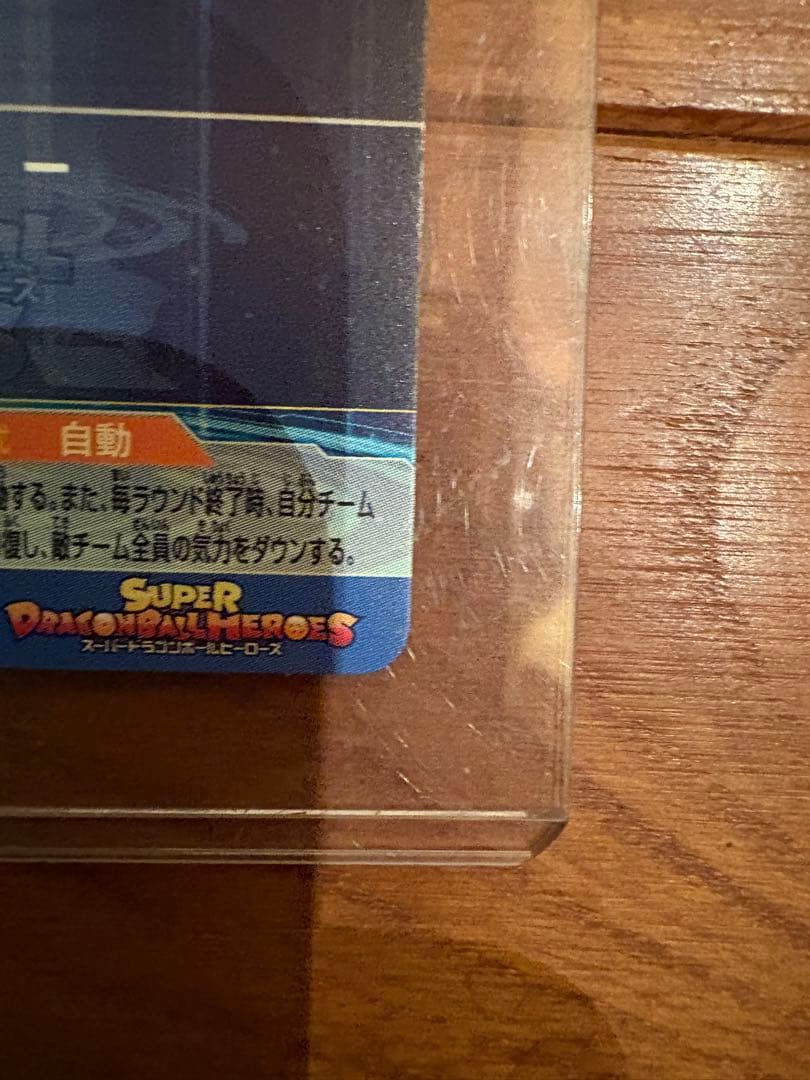 自動
する。また、毎ラウンド終了時、自分チーム
復し、敵チーム全員の気力をダウンする。
SUPER
DRAGONBALL HEROES
スーパードラゴンボールヒーローズ